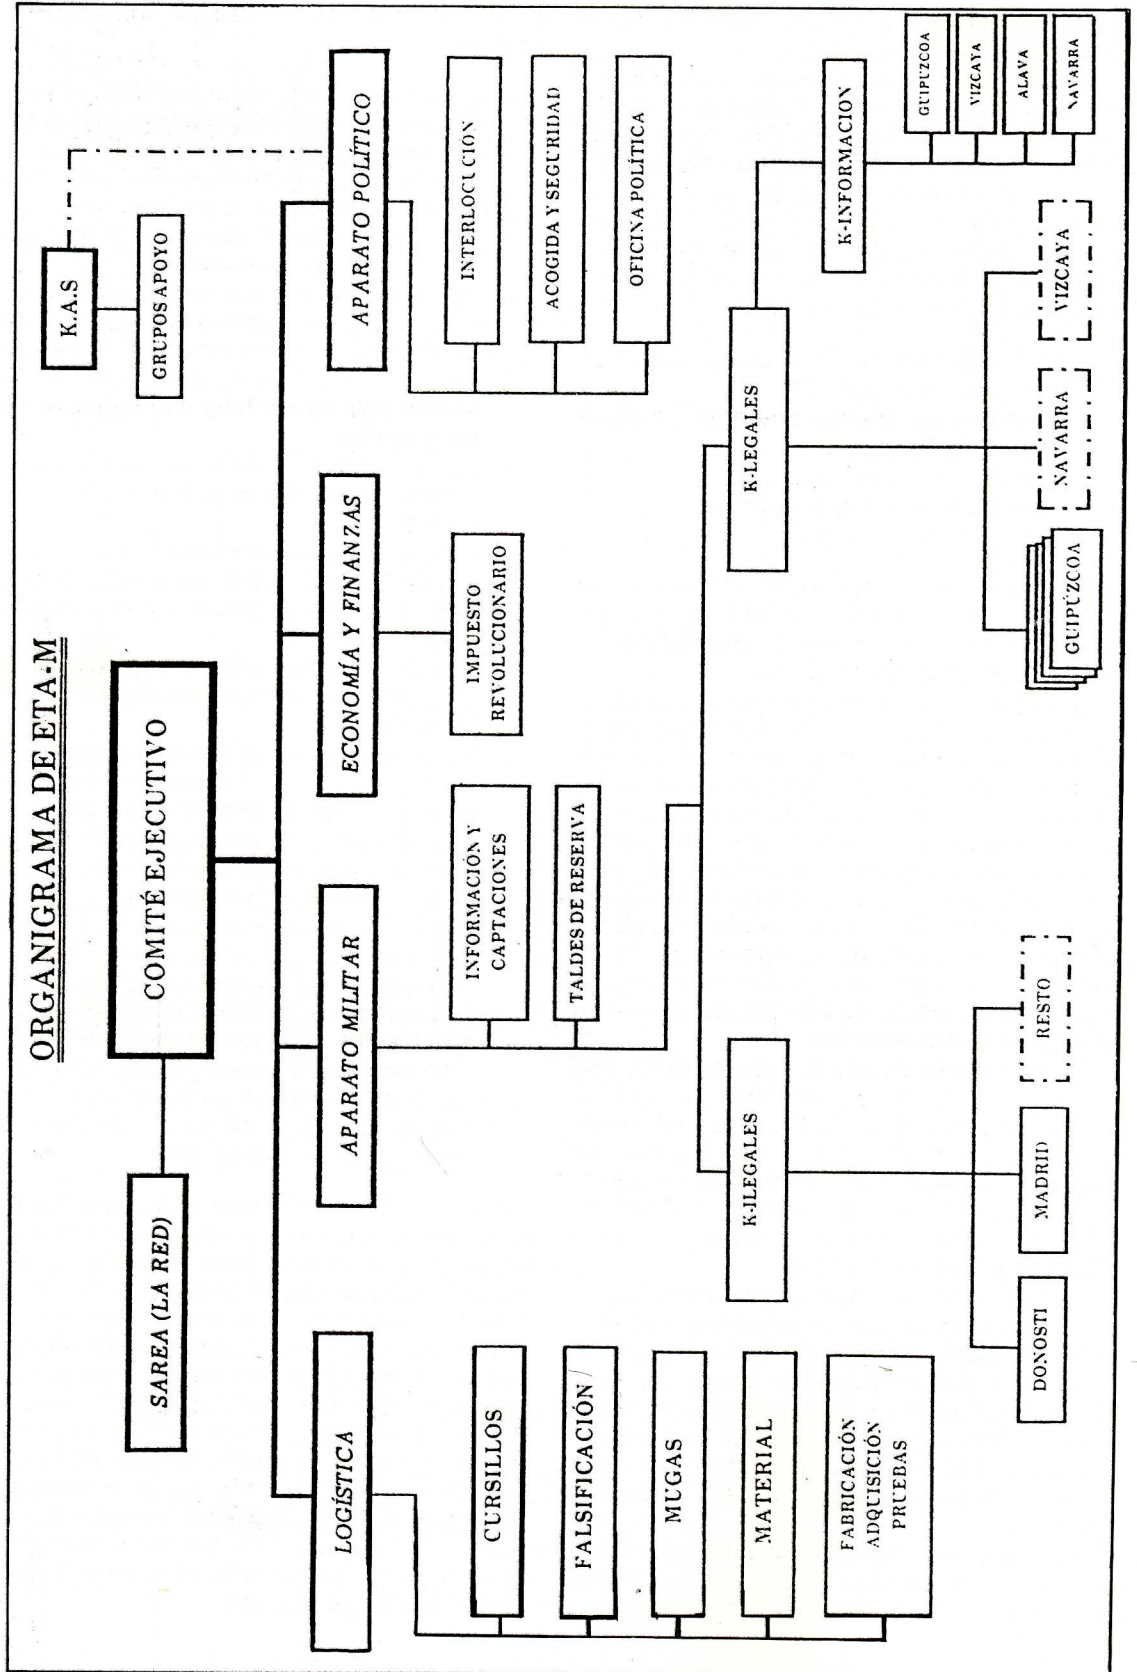 ORGANIGRAMA DE ETA-M
K.A.S
GRUPOS APOYO
SAREA (LA RED)
COMITÉ EJECUTIVO
LOGÍSTICA
APARATO MILITAR
ECONOMÍA Y FINANZAS
APARATO POLÍTICO
CURSILLOS
FALSIFICACIÓN
MUGAS
MATERIAL
FABRICACIÓN
ADQUISICIÓN
PRUEBAS
INFORMACIÓN Y
CAPTACIONES
TALDES DE RESERVA
IMPUESTO
REVOLUCIONARIO
INTERLOCUCIÓN
ACOGIDA Y SEGURIDAD
OFICINA POLÍTICA
K-ILEGALES
K-LEGALES
K-INFORMACION
DONOSTI
MADRID
RESTO
GUIPÚZCOA
NAVARRA
VIZCAYA
GUIPUZCOA
VIZCAYA
ALAVA
NAVARRA